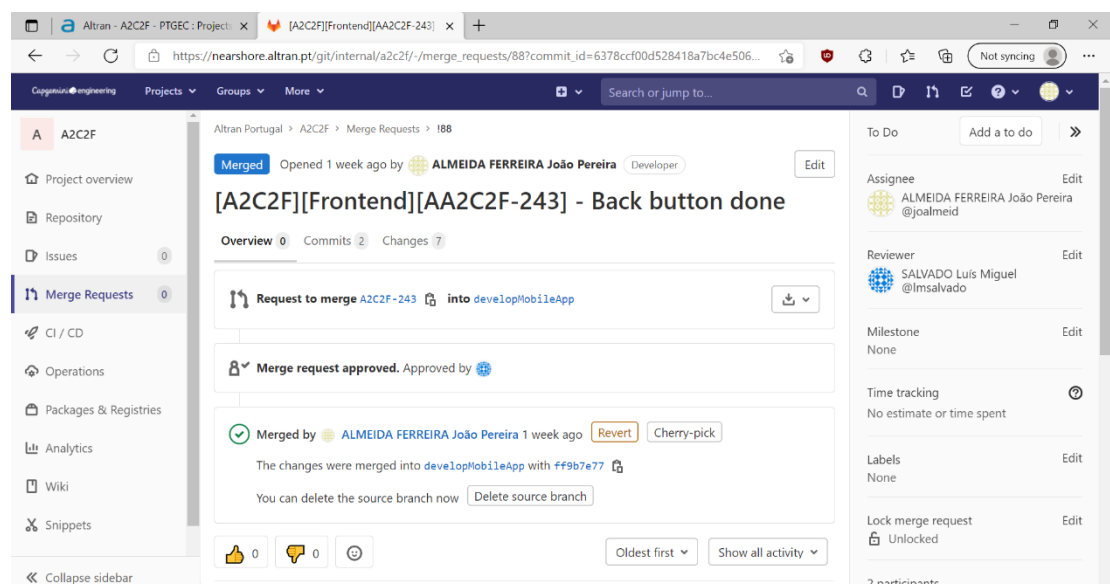 Altran - A2C2F - PTGEC : Projects
[A2C2F][Frontend][AA2C2F-243]
https://nearshore.altran.pt/git/internal/a2c2f/-/merge_requests/88?commit_id=6378ccf00d528418a7bc4e506...
Not syncing
Capgemini engineering
Projects
Groups
More
Search or jump to...
A A2C2F
Project overview
Repository
Issues 0
Merge Requests 0
CI / CD
Operations
Packages & Registries
Analytics
Wiki
Snippets
Collapse sidebar
Altran Portugal > A2C2F > Merge Requests > !88
Merged Opened 1 week ago by ALMEIDA FERREIRA João Pereira Developer Edit
[A2C2F][Frontend][AA2C2F-243] - Back button done
Overview 0 Commits 2 Changes 7
Request to merge A2C2F-243 into developMobileApp
Merge request approved. Approved by
Merged by ALMEIDA FERREIRA João Pereira 1 week ago Revert Cherry-pick
The changes were merged into developMobileApp with ff9b7e77
You can delete the source branch now Delete source branch
0 0 Oldest first Show all activity
To Do Add a to do
Assignee Edit
ALMEIDA FERREIRA João Pereira
@joalmeid
Reviewer Edit
SALVADO Luís Miguel
@lmsalvado
Milestone Edit
None
Time tracking
No estimate or time spent
Labels Edit
None
Lock merge request Edit
Unlocked
2 participants